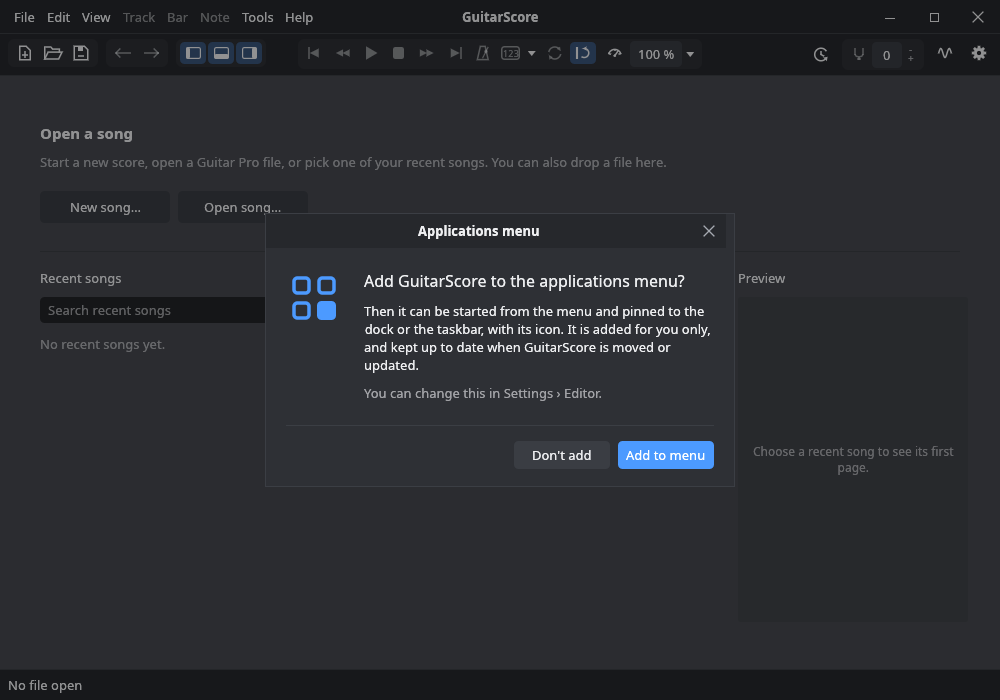 File Edit View Track Bar Note Tools Help
GuitarScore
123
100 %
0
-
+
Open a song
Start a new score, open a Guitar Pro file, or pick one of your recent songs. You can also drop a file here.
New song...
Open song...
Applications menu
Recent songs
Search recent songs
No recent songs yet.
Add GuitarScore to the applications menu?
Then it can be started from the menu and pinned to the
dock or the taskbar, with its icon. It is added for you only,
and kept up to date when GuitarScore is moved or
updated.
You can change this in Settings › Editor.
Don't add
Add to menu
Preview
Choose a recent song to see its first
page.
No file open